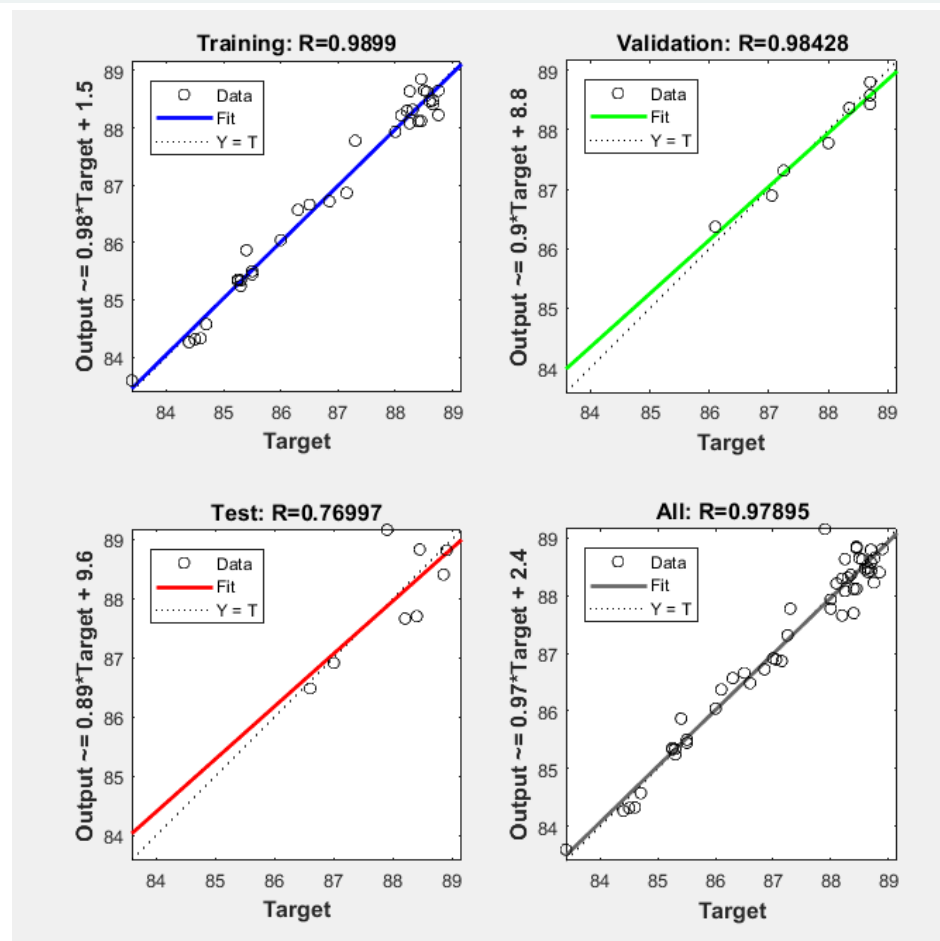 Training: R=0.9899
Output ~= 0.98*Target + 1.5
89
88
87
86
85
84
Data
Fit
Y = T
84 85 86 87 88 89
Target
Validation: R=0.98428
Output ~= 0.9*Target + 8.8
89
88
87
86
85
84
Data
Fit
Y = T
84 85 86 87 88 89
Target
Test: R=0.76997
Output ~= 0.89*Target + 9.6
89
88
87
86
85
84
Data
Fit
Y = T
84 85 86 87 88 89
Target
All: R=0.97895
Output ~= 0.97*Target + 2.4
89
88
87
86
85
84
Data
Fit
Y = T
84 85 86 87 88 89
Target